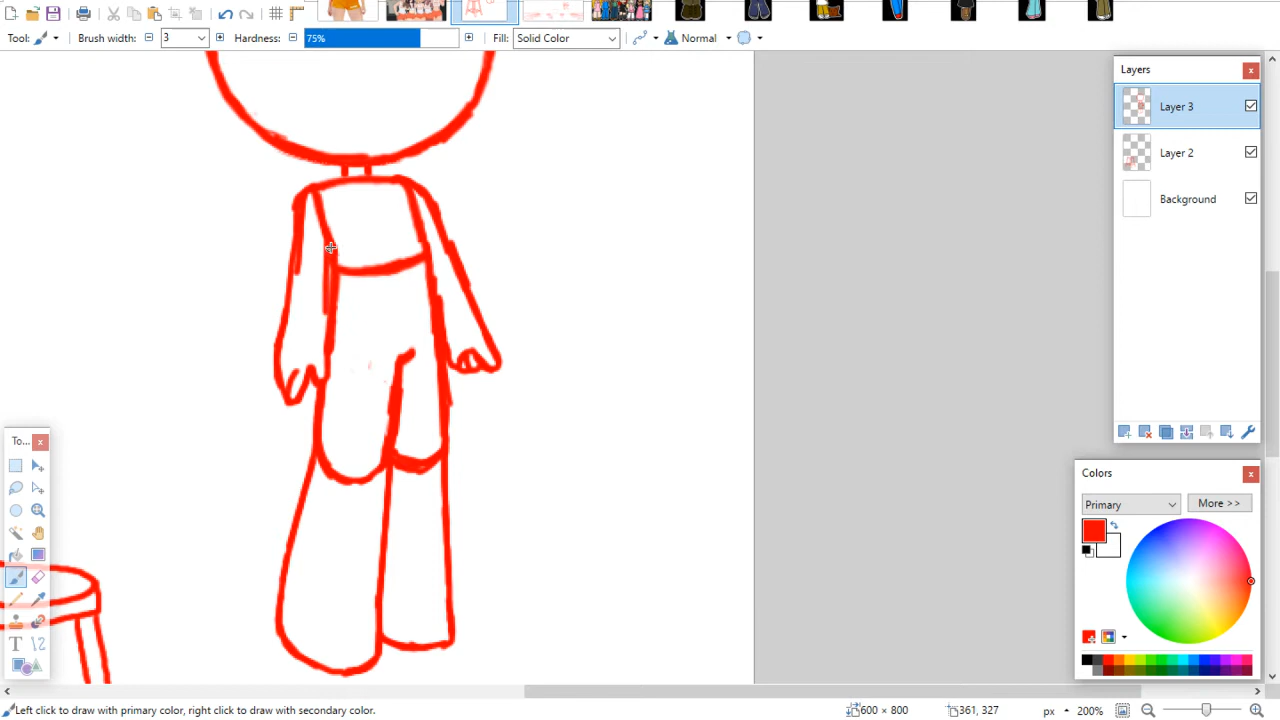 Tool:
Brush width:
3
Hardness:
75%
Fill:
Solid Color
Normal
Layers
Layer 3
Layer 2
Background
To...
Colors
Primary
More >>
Left click to draw with primary color, right click to draw with secondary color.
600 × 800
361, 327
px
200%